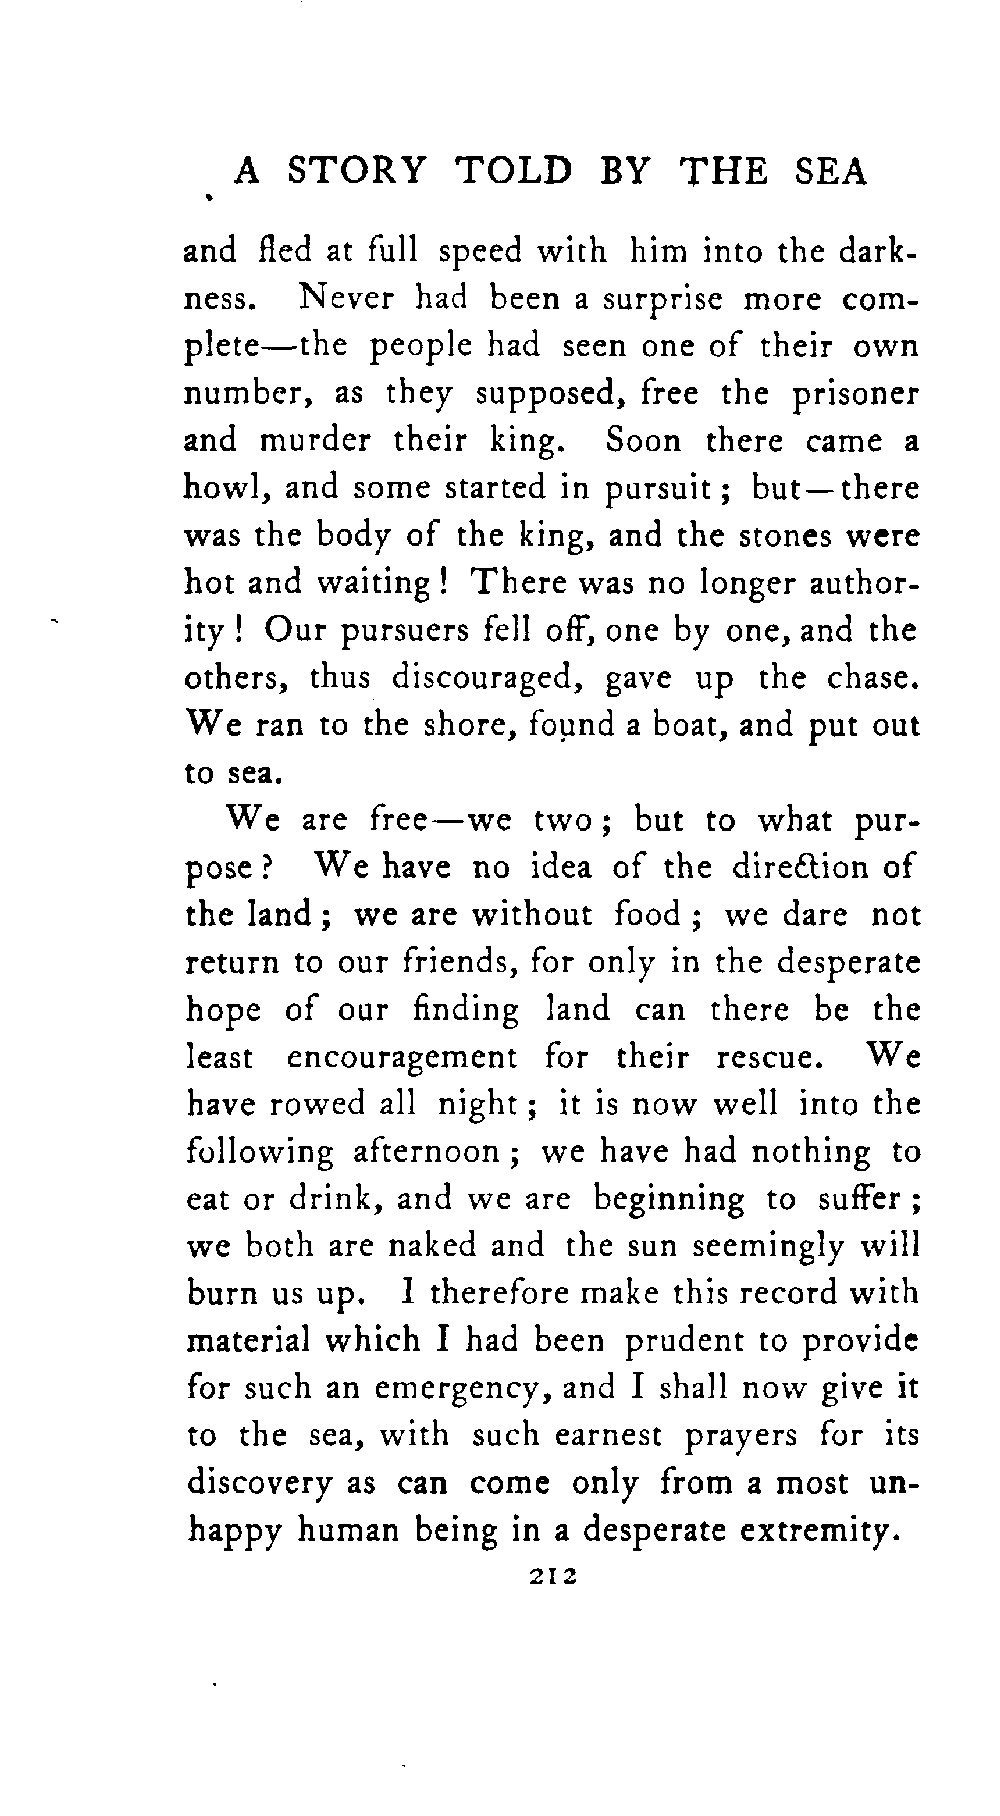 A STORY TOLD BY THE SEA
and fled at full speed with him into the dark-
ness. Never had been a surprise more com-
plete—the people had seen one of their own
number, as they supposed, free the prisoner
and murder their king. Soon there came a
howl, and some started in pursuit ; but—there
was the body of the king, and the stones were
hot and waiting ! There was no longer author-
ity ! Our pursuers fell off, one by one, and the
others, thus discouraged, gave up the chase.
We ran to the shore, found a boat, and put out
to sea.
We are free—we two ; but to what pur-
pose ? We have no idea of the direction of
the land ; we are without food ; we dare not
return to our friends, for only in the desperate
hope of our finding land can there be the
least encouragement for their rescue. We
have rowed all night ; it is now well into the
following afternoon ; we have had nothing to
eat or drink, and we are beginning to suffer ;
we both are naked and the sun seemingly will
burn us up. I therefore make this record with
material which I had been prudent to provide
for such an emergency, and I shall now give it
to the sea, with such earnest prayers for its
discovery as can come only from a most un-
happy human being in a desperate extremity.
212